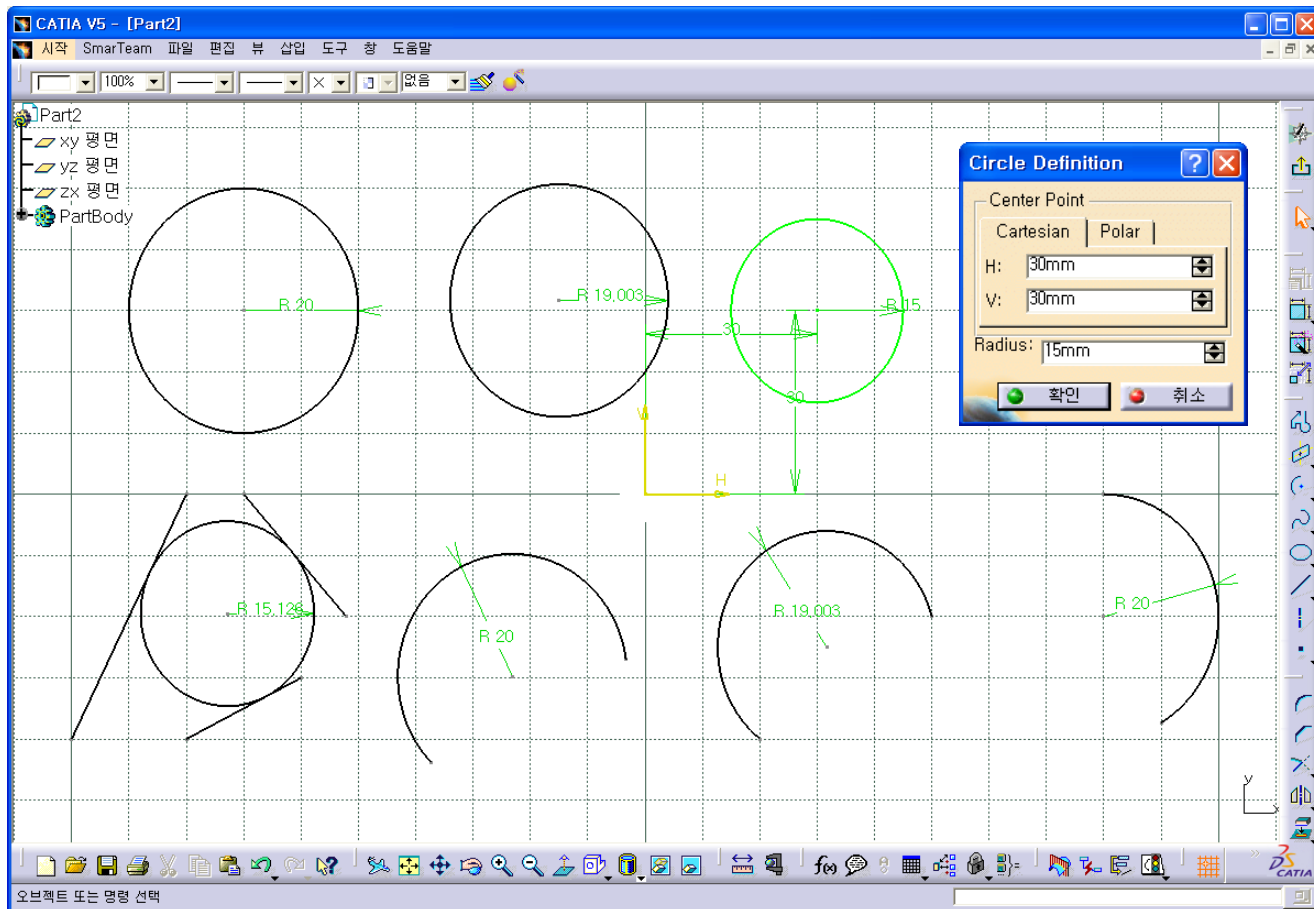 CATIA V5 - [Part2]
시작 SmarTeam 파일 편집 뷰 삽입 도구 창 도움말
100% 없음
Part2
xy 평면
yz 평면
zx 평면
PartBody
Circle Definition
Center Point
Cartesian Polar
H: 30mm
V: 30mm
Radius: 15mm
확인 취소
R 20
R 19.003
R 15
30
30
V
H
R 15.126
R 20
R 19.003
R 20
y
x
f(x)
CATIA
오브젝트 또는 명령 선택